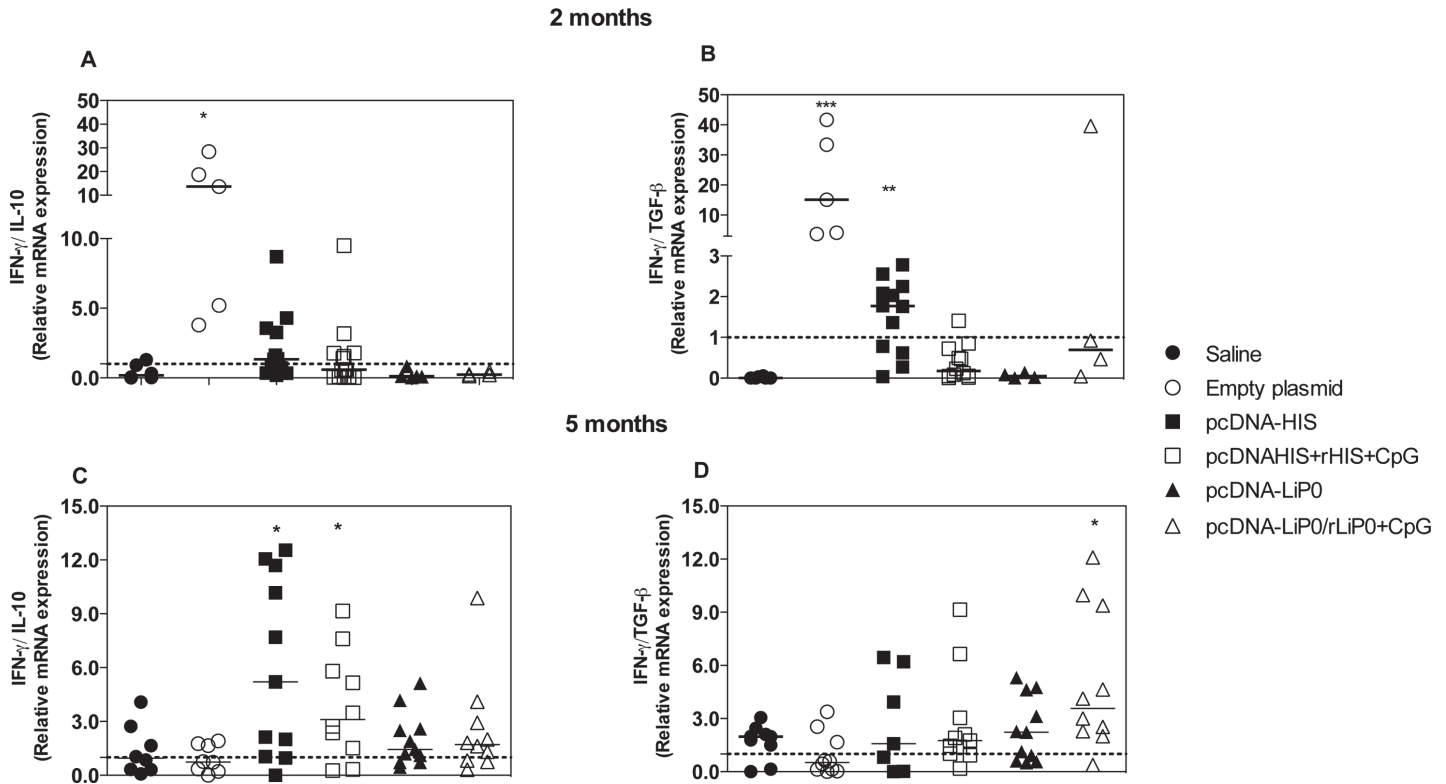 2 months
A
IFN-γ/ IL-10
(Relative mRNA expression)
50
40
30
20
10
10.0
5.0
0.0
*
B
IFN-γ/ TGF-β
(Relative mRNA expression)
50
40
30
20
10
3
2
1
0
***
**
Saline
Empty plasmid
pcDNA-HIS
pcDNAHIS+rHIS+CpG
pcDNA-LiP0
pcDNA-LiP0/rLiP0+CpG
5 months
C
IFN-γ/ IL-10
(Relative mRNA expression)
15.0
12.0
9.0
6.0
3.0
0.0
*
*
D
IFN-γ/TGF-β
(Relative mRNA expression)
15.0
12.0
9.0
6.0
3.0
0.0
*